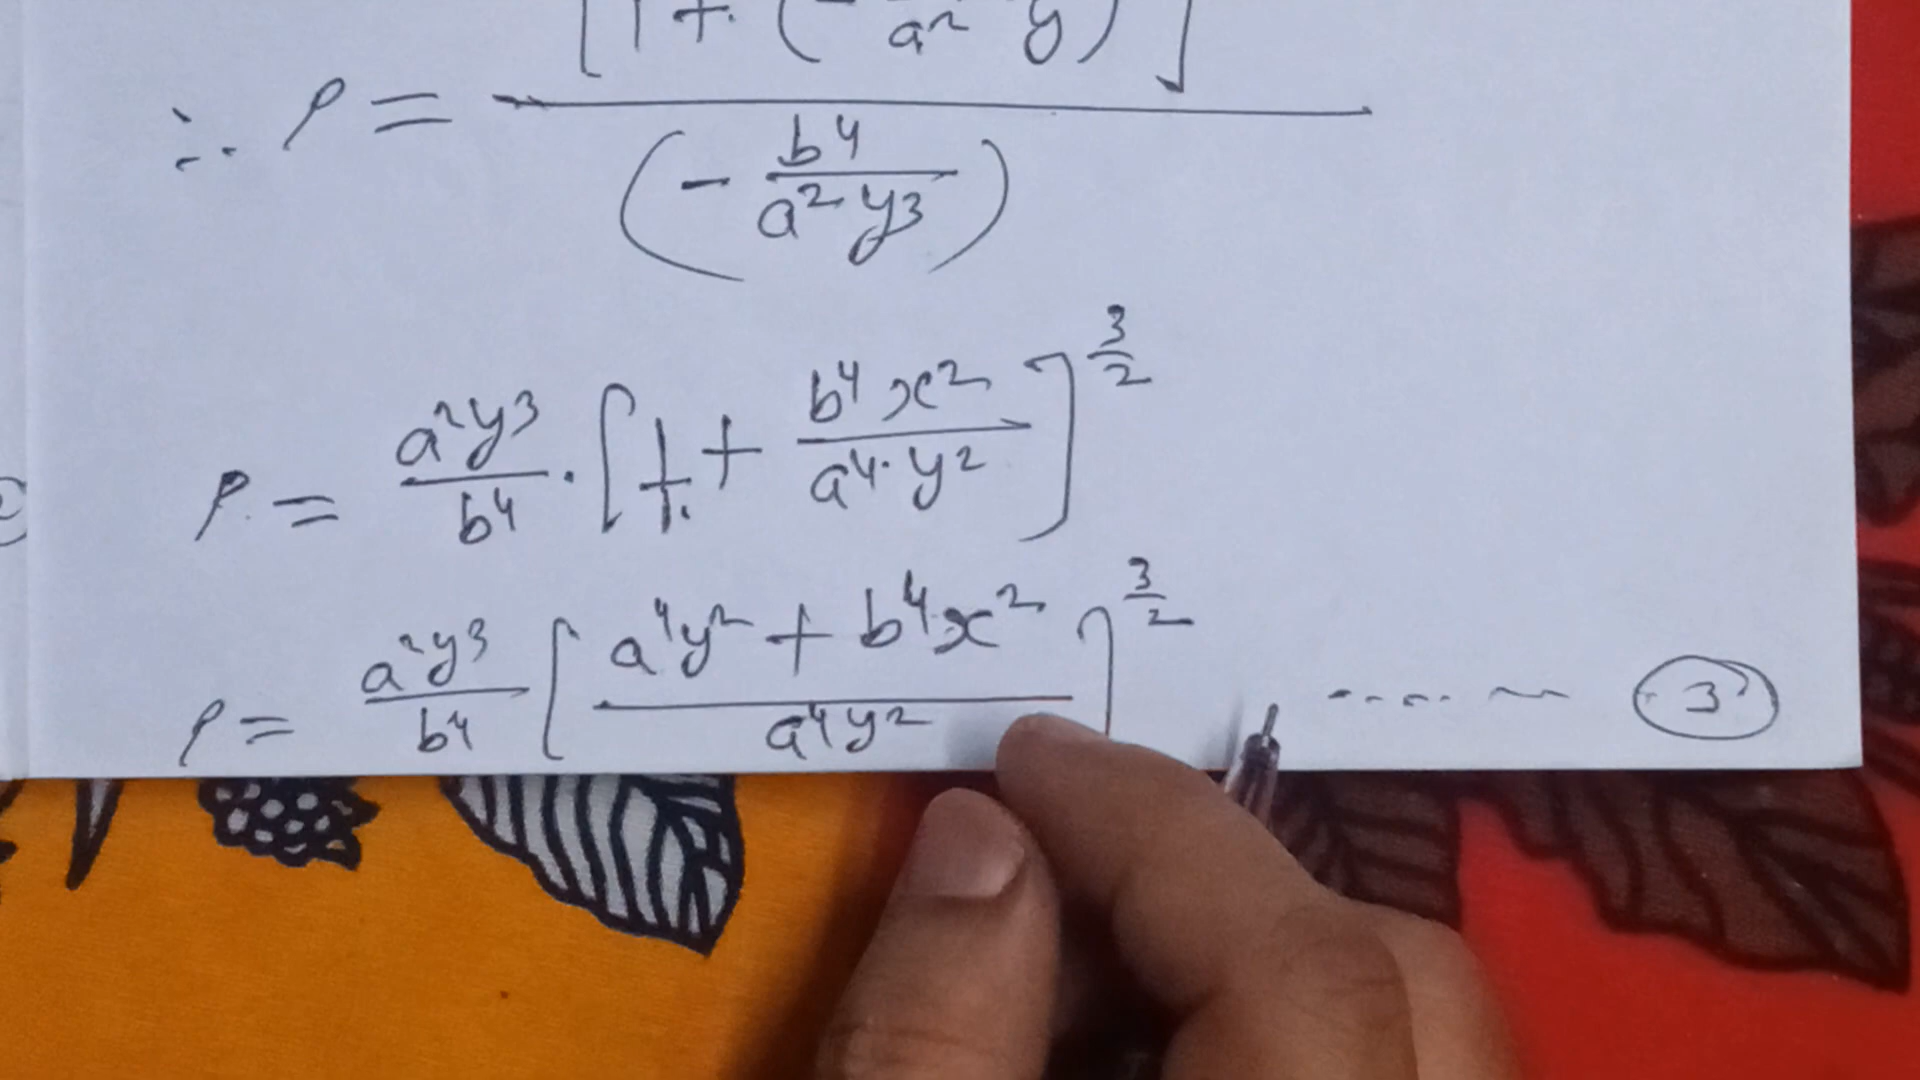 [1 + (- a² y)]
∴ ρ =
(- b⁴ / a² y³)
ρ = a²y³ / b⁴ · [1/1 + b⁴x² / a⁴·y²]^(3/2)
ρ = a²y³ / b⁴ [a⁴y² + b⁴x² / a⁴y²]^(3/2) ---- — (3)